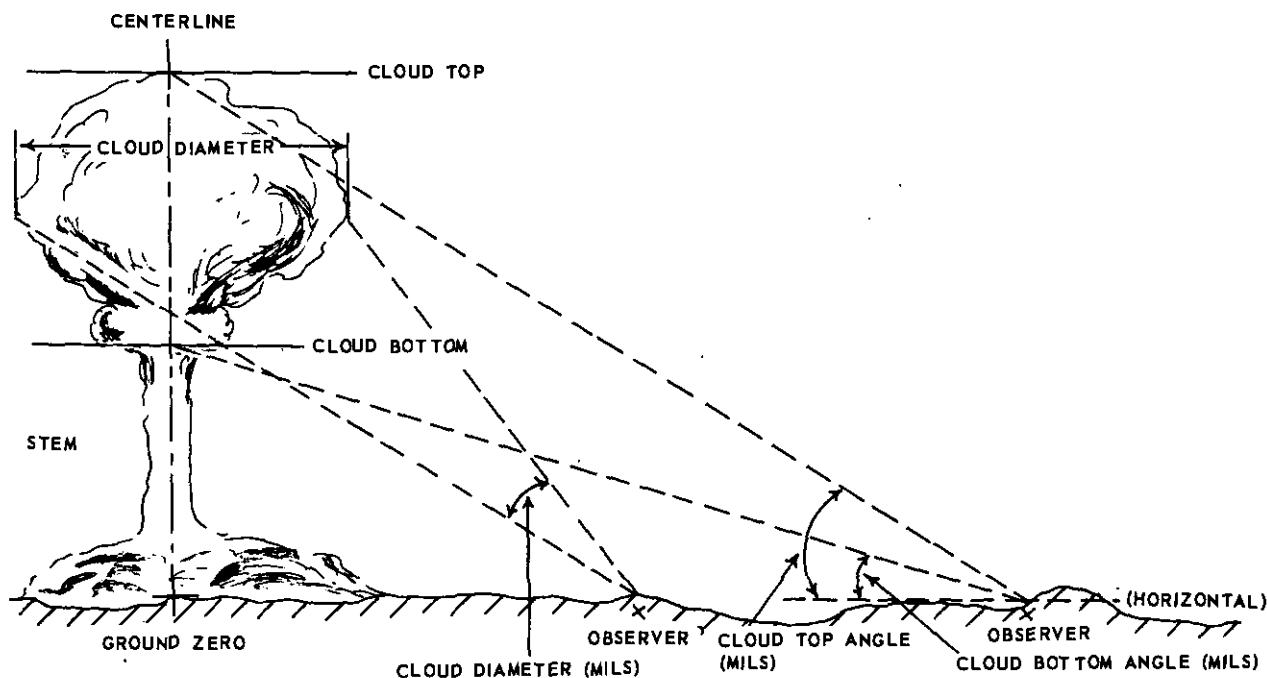 CENTERLINE
CLOUD TOP
CLOUD DIAMETER
CLOUD BOTTOM
STEM
(HORIZONTAL)
GROUND ZERO
OBSERVER
CLOUD TOP ANGLE
(MILS)
OBSERVER
CLOUD DIAMETER (MILS)
CLOUD BOTTOM ANGLE (MILS)